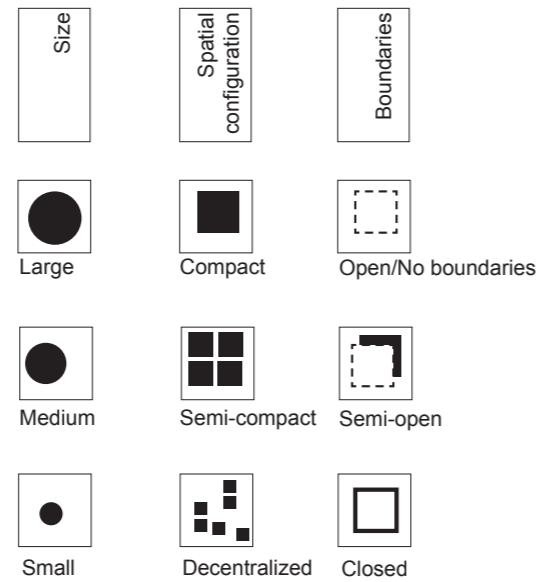 Size
Spatial
configuration
Boundaries
Large
Compact
Open/No boundaries
Medium
Semi-compact
Semi-open
Small
Decentralized
Closed